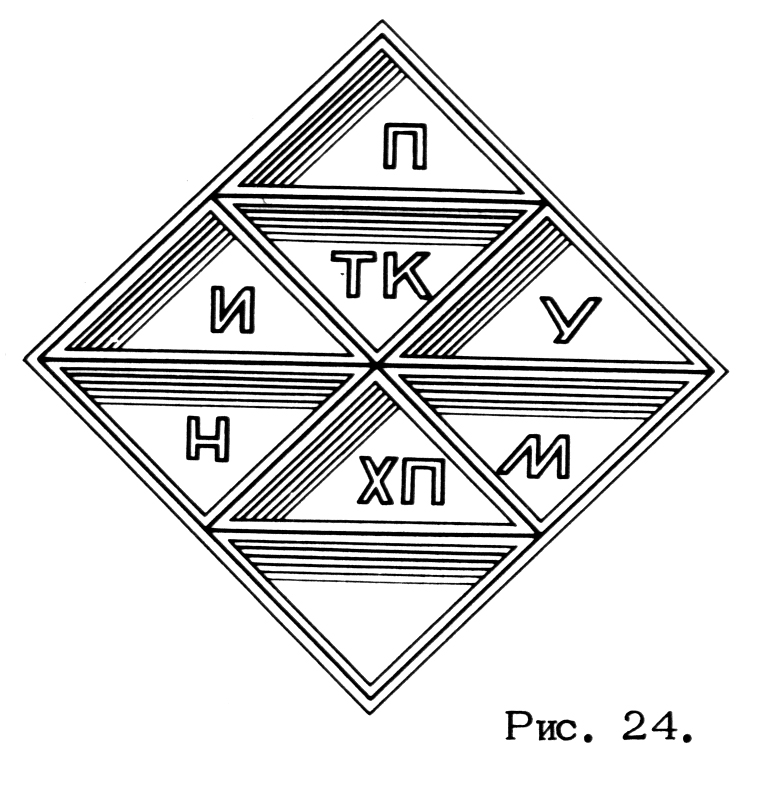 П
ТК
И У
Н ХП М
Рис. 24.